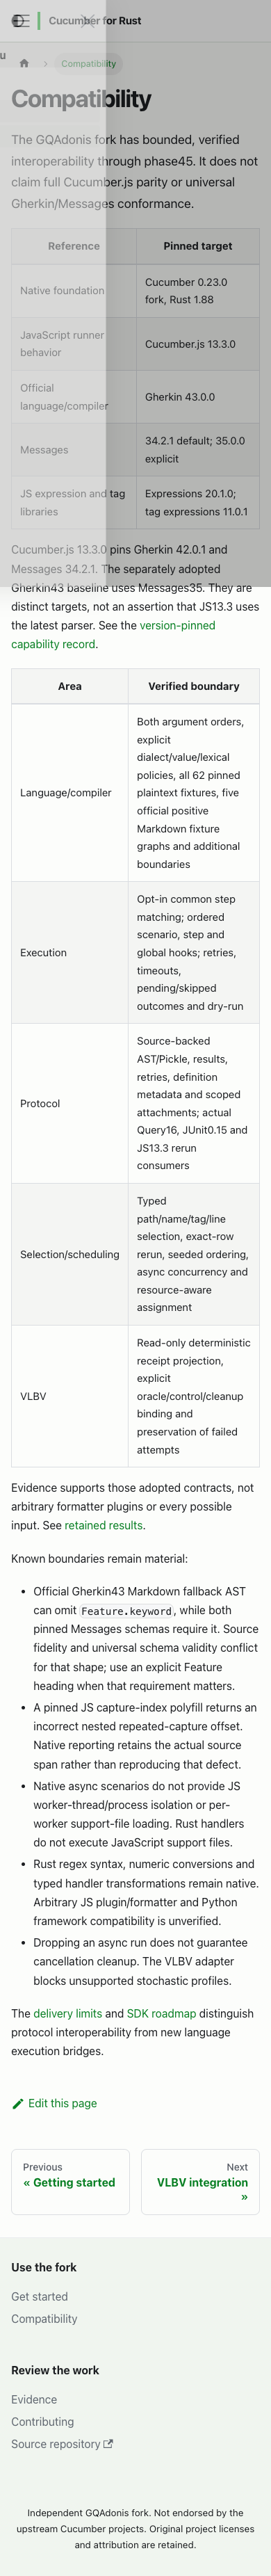 Cucumber for Rust
Compatibility
Compatibility
The GQAdonis fork has bounded, verified
interoperability through phase45. It does not
claim full Cucumber.js parity or universal
Gherkin/Messages conformance.
Reference Pinned target
Native foundation Cucumber 0.23.0
fork, Rust 1.88
JavaScript runner
behavior Cucumber.js 13.3.0
Official
language/compiler Gherkin 43.0.0
Messages 34.2.1 default; 35.0.0
explicit
JS expression and tag
libraries Expressions 20.1.0;
tag expressions 11.0.1
Cucumber.js 13.3.0 pins Gherkin 42.0.1 and
Messages 34.2.1. The separately adopted
Gherkin43 baseline uses Messages35. They are
distinct targets, not an assertion that JS13.3 uses
the latest parser. See the version-pinned
capability record.
Area Verified boundary
Language/compiler Both argument orders,
explicit
dialect/value/lexical
policies, all 62 pinned
plaintext fixtures, five
official positive
Markdown fixture
graphs and additional
boundaries
Execution Opt-in common step
matching; ordered
scenario, step and
global hooks; retries,
timeouts,
pending/skipped
outcomes and dry-run
Protocol Source-backed
AST/Pickle, results,
retries, definition
metadata and scoped
attachments; actual
Query16, JUnit0.15 and
JS13.3 rerun
consumers
Selection/scheduling Typed
path/name/tag/line
selection, exact-row
rerun, seeded ordering,
async concurrency and
resource-aware
assignment
VLBV Read-only deterministic
receipt projection,
explicit
oracle/control/cleanup
binding and
preservation of failed
attempts
Evidence supports those adopted contracts, not
arbitrary formatter plugins or every possible
input. See retained results.
Known boundaries remain material:
• Official Gherkin43 Markdown fallback AST
can omit Feature.keyword, while both
pinned Messages schemas require it. Source
fidelity and universal schema validity conflict
for that shape; use an explicit Feature
heading when that requirement matters.
• A pinned JS capture-index polyfill returns an
incorrect nested repeated-capture offset.
Native reporting retains the actual source
span rather than reproducing that defect.
• Native async scenarios do not provide JS
worker-thread/process isolation or per-
worker support-file loading. Rust handlers
do not execute JavaScript support files.
• Rust regex syntax, numeric conversions and
typed handler transformations remain native.
Arbitrary JS plugin/formatter and Python
framework compatibility is unverified.
• Dropping an async run does not guarantee
cancellation cleanup. The VLBV adapter
blocks unsupported stochastic profiles.
The delivery limits and SDK roadmap distinguish
protocol interoperability from new language
execution bridges.
Edit this page
Previous
« Getting started
Next
VLBV integration
»
Use the fork
Get started
Compatibility
Review the work
Evidence
Contributing
Source repository
Independent GQAdonis fork. Not endorsed by the
upstream Cucumber projects. Original project licenses
and attribution are retained.